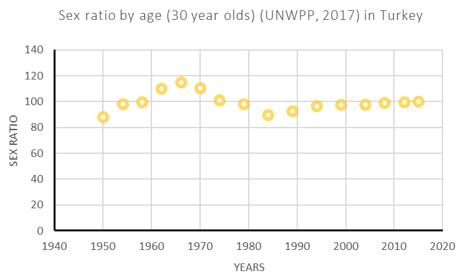 Sex ratio by age (30 year olds) (UNWPP, 2017) in Turkey
140
120
100
80
60
40
20
0
SEX RATIO
1940 1950 1960 1970 1980 1990 2000 2010 2020
YEARS